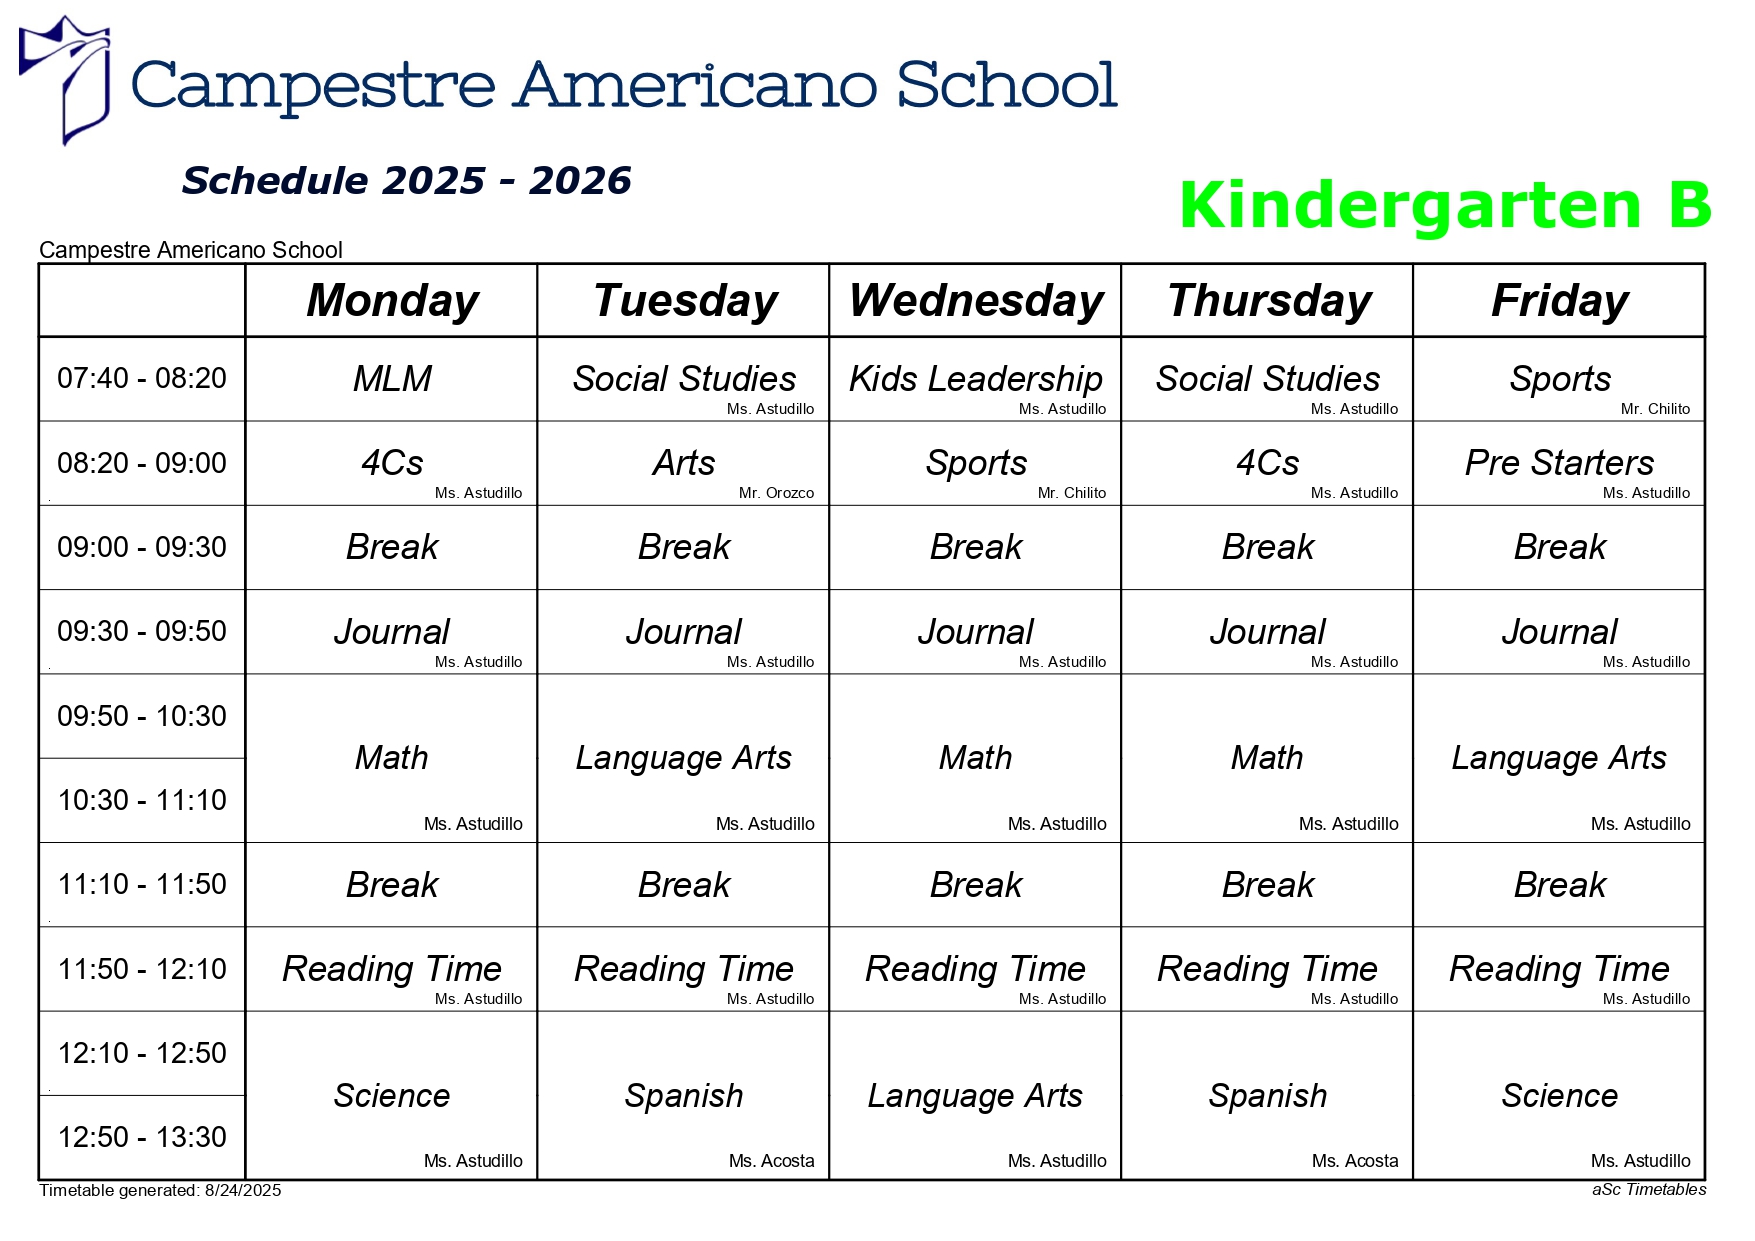 Campestre Americano School
Schedule 2025 - 2026
Kindergarten B
Campestre Americano School
Monday Tuesday Wednesday Thursday Friday
07:40 - 08:20 MLM Social Studies Kids Leadership Social Studies Sports
Ms. Astudillo Ms. Astudillo Ms. Astudillo Mr. Chilito
08:20 - 09:00 4Cs Arts Sports 4Cs Pre Starters
Ms. Astudillo Mr. Orozco Mr. Chilito Ms. Astudillo Ms. Astudillo
09:00 - 09:30 Break Break Break Break Break
09:30 - 09:50 Journal Journal Journal Journal Journal
Ms. Astudillo Ms. Astudillo Ms. Astudillo Ms. Astudillo Ms. Astudillo
09:50 - 10:30
Math Language Arts Math Math Language Arts
10:30 - 11:10
Ms. Astudillo Ms. Astudillo Ms. Astudillo Ms. Astudillo Ms. Astudillo
11:10 - 11:50 Break Break Break Break Break
11:50 - 12:10 Reading Time Reading Time Reading Time Reading Time Reading Time
Ms. Astudillo Ms. Astudillo Ms. Astudillo Ms. Astudillo Ms. Astudillo
12:10 - 12:50
Science Spanish Language Arts Spanish Science
12:50 - 13:30
Ms. Astudillo Ms. Acosta Ms. Astudillo Ms. Acosta Ms. Astudillo
Timetable generated: 8/24/2025 aSc Timetables